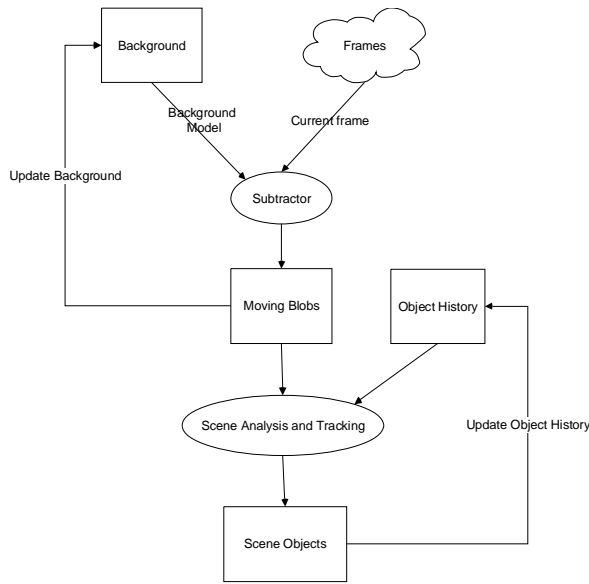 Background
Frames
Background
Model
Current frame
Update Background
Subtractor
Moving Blobs
Object History
Scene Analysis and Tracking
Update Object History
Scene Objects